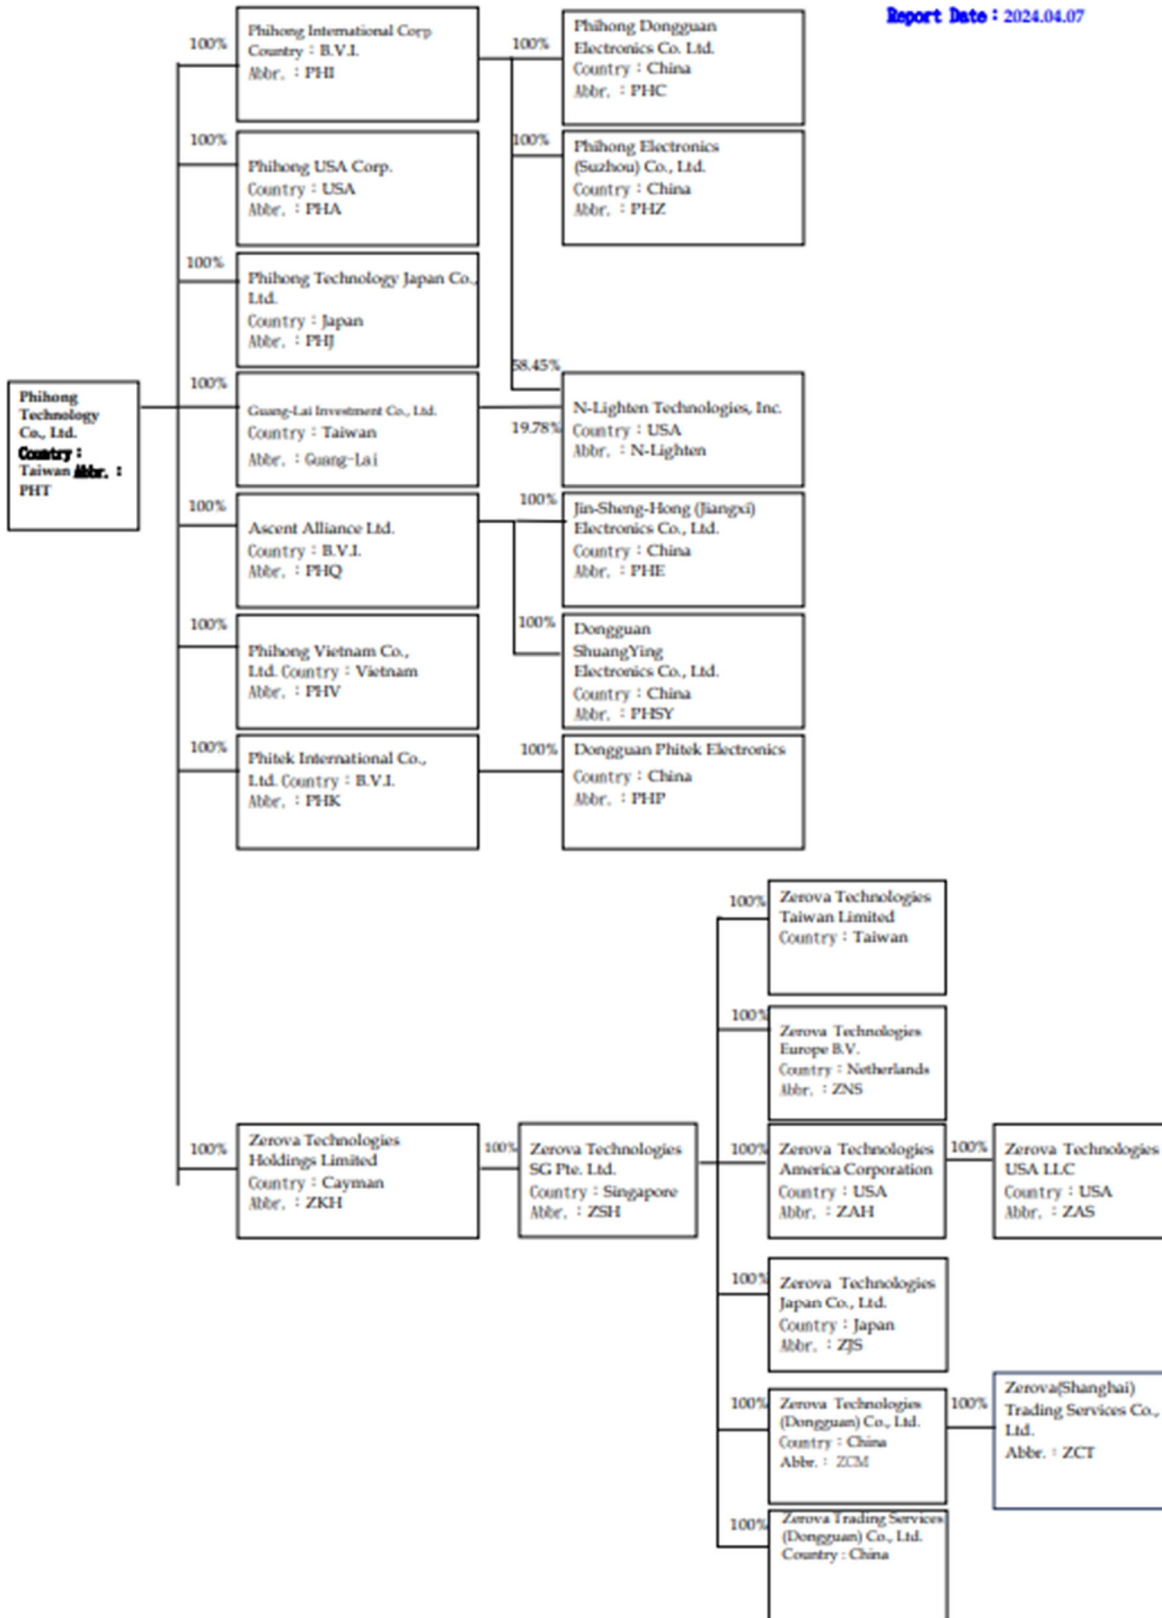 Report Date：2024.04.07
Phihong
Technology
Co., Ltd.
Country：
Taiwan Abbr. ：
PHT
100%
Phihong International Corp
Country：B.V.I.
Abbr. ：PHI
100%
Phihong Dongguan
Electronics Co. Ltd.
Country：China
Abbr. ：PHC
100%
Phihong Electronics
(Suzhou) Co., Ltd.
Country：China
Abbr. ：PHZ
100%
Phihong USA Corp.
Country：USA
Abbr. ：PHA
100%
Phihong Technology Japan Co.,
Ltd.
Country：Japan
Abbr. ：PHJ
100%
Guang-Lai Investment Co., Ltd.
Country：Taiwan
Abbr. ：Guang-Lai
58.45%
19.78%
N-Lighten Technologies, Inc.
Country：USA
Abbr. ：N-Lighten
100%
Ascent Alliance Ltd.
Country：B.V.I.
Abbr. ：PHQ
100%
Jin-Sheng-Hong (Jiangxi)
Electronics Co., Ltd.
Country：China
Abbr. ：PHE
100%
Dongguan
ShuangYing
Electronics Co., Ltd.
Country：China
Abbr. ：PHSY
100%
Phihong Vietnam Co.,
Ltd. Country：Vietnam
Abbr. ：PHV
100%
Phitek International Co.,
Ltd. Country：B.V.I.
Abbr. ：PHK
100%
Dongguan Phitek Electronics
Country：China
Abbr. ：PHP
100%
Zerova Technologies
Holdings Limited
Country：Cayman
Abbr. ：ZKH
100%
Zerova Technologies
SG Pte. Ltd.
Country：Singapore
Abbr. ：ZSH
100%
Zerova Technologies
Taiwan Limited
Country：Taiwan
100%
Zerova Technologies
Europe B.V.
Country：Netherlands
Abbr. ：ZNS
100%
Zerova Technologies
America Corporation
Country：USA
Abbr. ：ZAH
100%
Zerova Technologies
USA LLC
Country：USA
Abbr. ：ZAS
100%
Zerova Technologies
Japan Co., Ltd.
Country：Japan
Abbr. ：ZJS
100%
Zerova Technologies
(Dongguan) Co., Ltd.
Country：China
Abbr.：ZCM
100%
Zerova(Shanghai)
Trading Services Co.,
Ltd.
Abbr.：ZCT
100%
Zerova Trading Services
(Dongguan) Co., Ltd.
Country : China